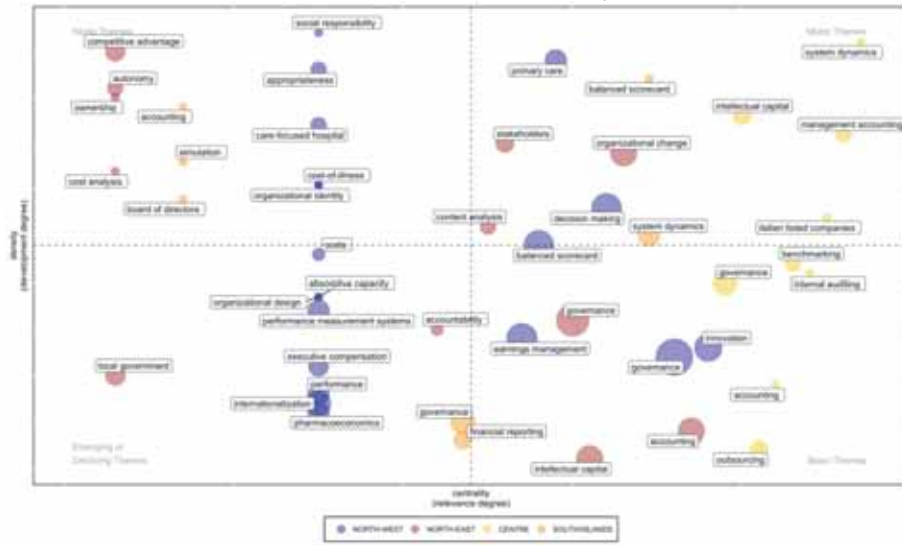 social responsibility
Motor Themes
competitive advantage
system dynamics
primary care
autonomy
appropriateness
balanced scorecard
ownership
accounting
intellectual capital
care-focused hospital
management accounting
stakeholders
organizational change
simulation
cost analysis
cost-of-illness
organizational identity
board of directors
decision making
content analysis
italian listed companies
system dynamics
balanced scorecard
density
(development degree)
benchmarking
absorptive capacity
governance
internal auditing
organizational design
performance measurement systems
accountability
governance
innovation
earnings management
executive compensation
local government
governance
performance
accounting
internationalization
governance
pharmacoeconomics
financial reporting
accounting
Emerging or
Declining Themes
outsourcing
Basic Themes
intellectual capital
centrality
(relevance degree)
NORTH-WEST NORTH-EAST CENTRE SOUTH/ISLANDS